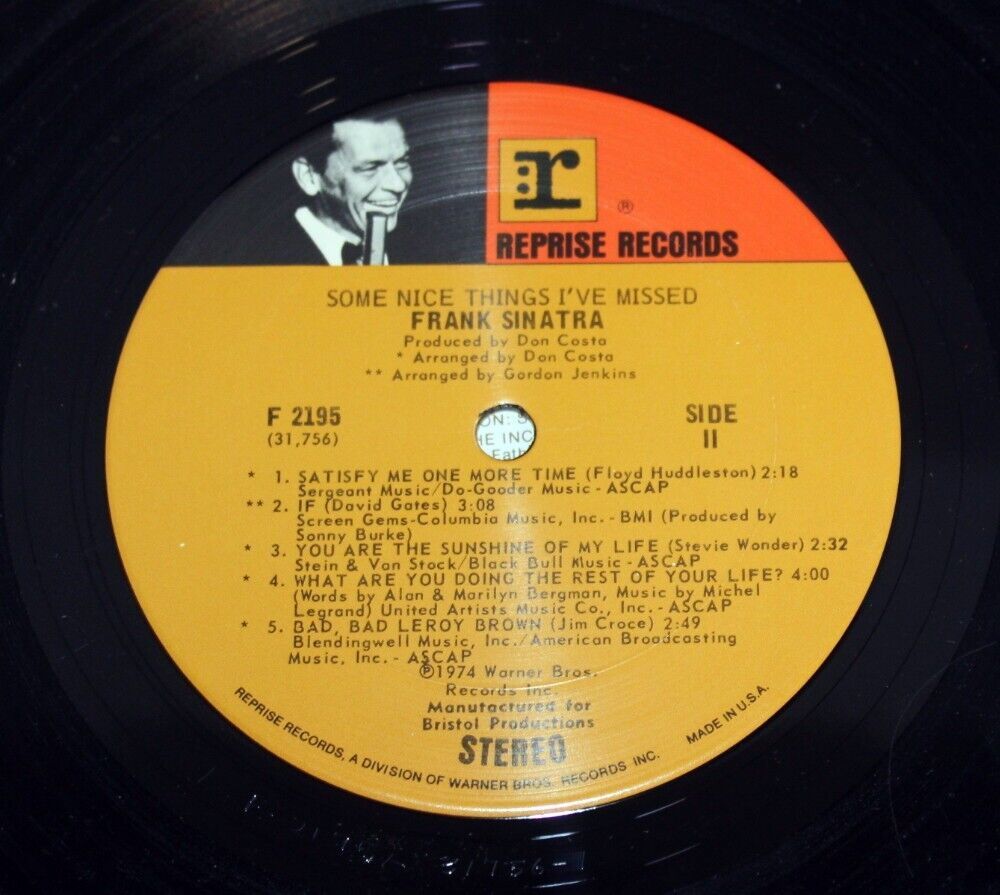 :r
®
REPRISE RECORDS
SOME NICE THINGS I'VE MISSED
FRANK SINATRA
Produced by Don Costa
* Arranged by Don Costa
** Arranged by Gordon Jenkins
F 2195
(31,756)
SIDE
II
ON: S
HE INC
Fath
* 1. SATISFY ME ONE MORE TIME (Floyd Huddleston) 2:18
Sergeant Music/Do-Gooder Music - ASCAP
** 2. IF (David Gates) 3:08
Screen Gems-Columbia Music, Inc. - BMI (Produced by
Sonny Burke)
* 3. YOU ARE THE SUNSHINE OF MY LIFE (Stevie Wonder) 2:32
Stein & Van Stock/Black Bull Music - ASCAP
* 4. WHAT ARE YOU DOING THE REST OF YOUR LIFE? 4:00
(Words by Alan & Marilyn Bergman, Music by Michel
Legrand) United Artists Music Co., Inc. - ASCAP
* 5. BAD, BAD LEROY BROWN (Jim Croce) 2:49
Blendingwell Music, Inc./American Broadcasting
Music, Inc. - ASCAP
℗1974 Warner Bros.
Records Inc.
Manufactured for
Bristol Productions
STEREO
REPRISE RECORDS, A DIVISION OF WARNER BROS. RECORDS INC.
MADE IN U.S.A.